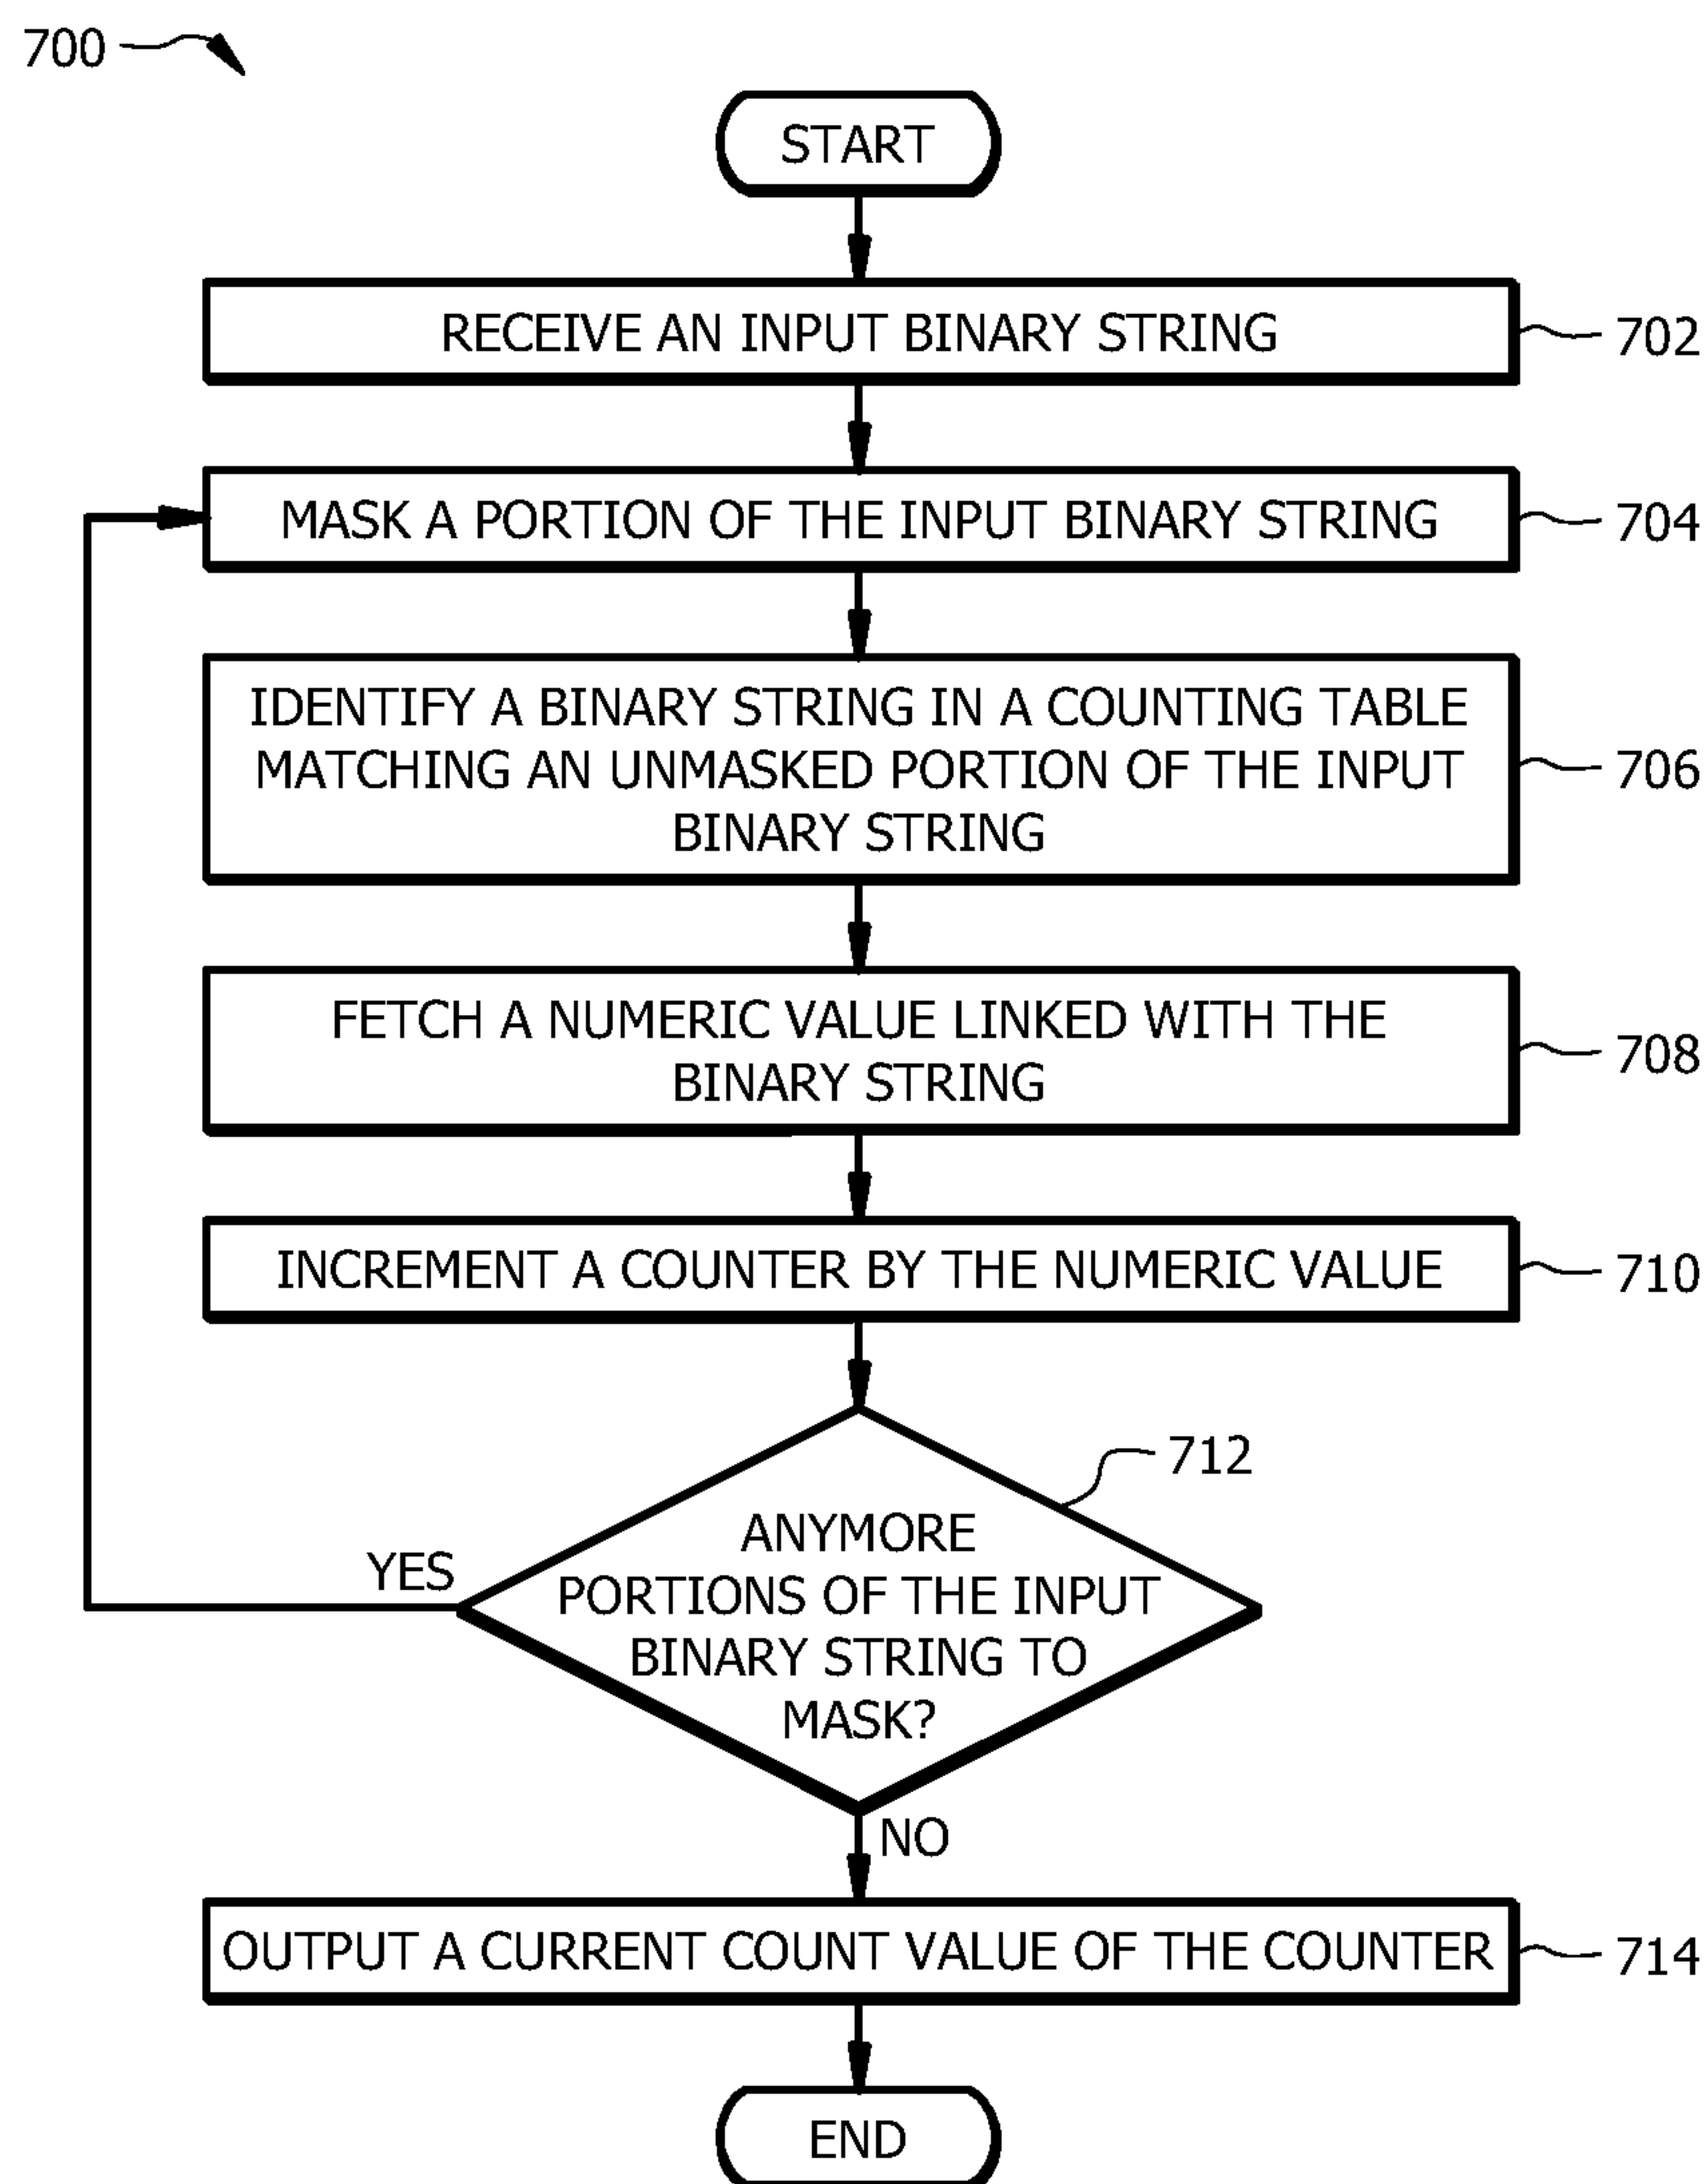 700
START
RECEIVE AN INPUT BINARY STRING
702
MASK A PORTION OF THE INPUT BINARY STRING
704
IDENTIFY A BINARY STRING IN A COUNTING TABLE
MATCHING AN UNMASKED PORTION OF THE INPUT
BINARY STRING
706
FETCH A NUMERIC VALUE LINKED WITH THE
BINARY STRING
708
INCREMENT A COUNTER BY THE NUMERIC VALUE
710
712
ANYMORE
PORTIONS OF THE INPUT
BINARY STRING TO
MASK?
YES
NO
OUTPUT A CURRENT COUNT VALUE OF THE COUNTER
714
END